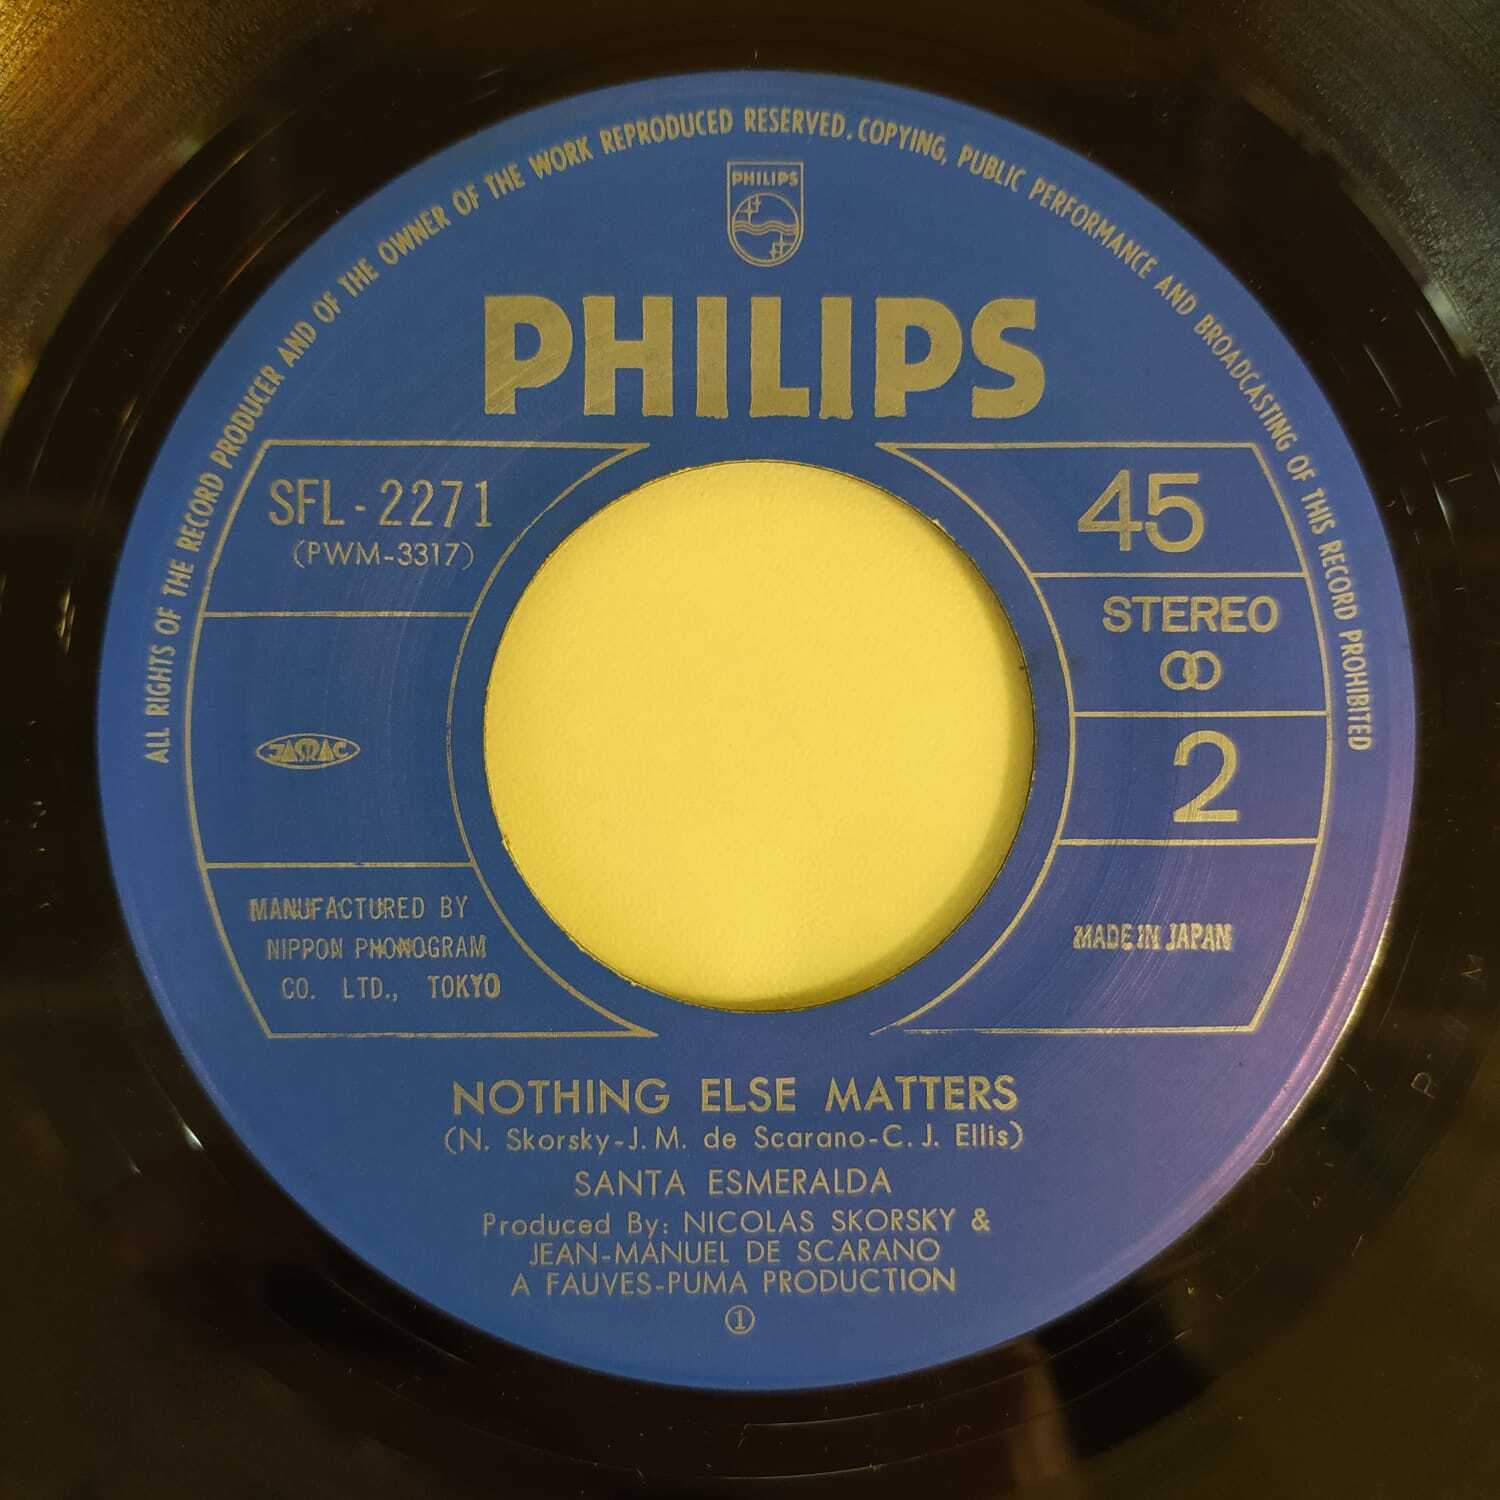 ALL RIGHTS OF THE RECORD PRODUCER AND OF THE OWNER OF THE WORK REPRODUCED RESERVED. COPYING, PUBLIC PERFORMANCE AND BROADCASTING OF THIS RECORD PROHIBITED
PHILIPS
PHILIPS
SFL-2271
(PWM-3317)
45
STEREO
2
JASRAC
MANUFACTURED BY
NIPPON PHONOGRAM
CO. LTD., TOKYO
MADE IN JAPAN
NOTHING ELSE MATTERS
(N. Skorsky-J. M. de Scarano-C. J. Ellis)
SANTA ESMERALDA
Produced By: NICOLAS SKORSKY &
JEAN-MANUEL DE SCARANO
A FAUVES-PUMA PRODUCTION
①